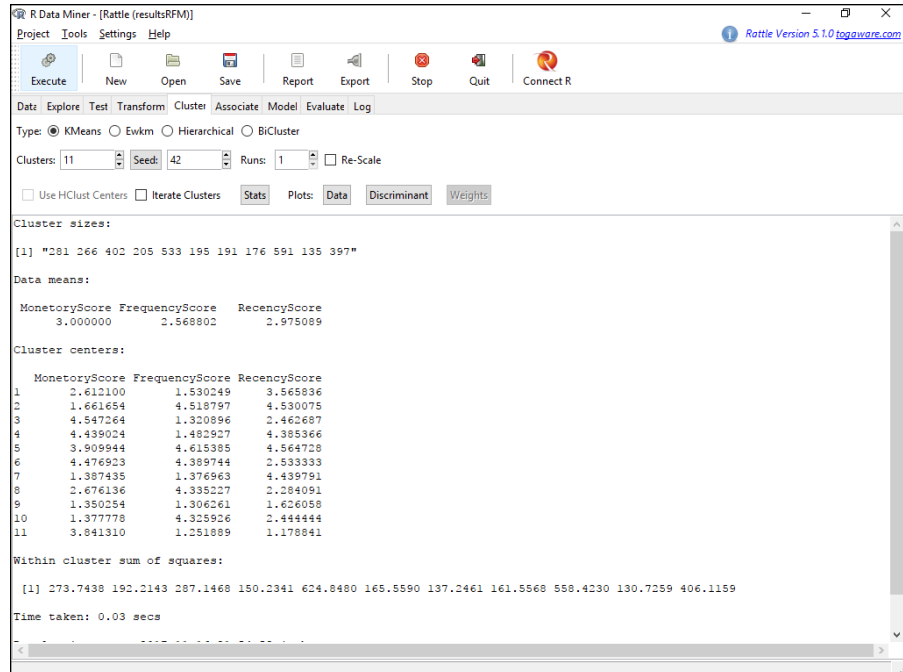 R Data Miner - [Rattle (resultsRFM)]
Project Tools Settings Help Rattle Version 5.1.0 togaware.com
Execute New Open Save Report Export Stop Quit Connect R
Data Explore Test Transform Cluster Associate Model Evaluate Log
Type: KMeans Ewkm Hierarchical BiCluster
Clusters: 11 Seed: 42 Runs: 1 Re-Scale
Use HClust Centers Iterate Clusters Stats Plots: Data Discriminant Weights
Cluster sizes:
[1] "281 266 402 205 533 195 191 176 591 135 397"
Data means:
MonetoryScore FrequencyScore RecencyScore
3.000000 2.568802 2.975089
Cluster centers:
MonetoryScore FrequencyScore RecencyScore
1 2.612100 1.530249 3.565836
2 1.661654 4.518797 4.530075
3 4.547264 1.320896 2.462687
4 4.439024 1.482927 4.385366
5 3.909944 4.615385 4.564728
6 4.476923 4.389744 2.533333
7 1.387435 1.376963 4.439791
8 2.676136 4.335227 2.284091
9 1.350254 1.306261 1.626058
10 1.377778 4.325926 2.444444
11 3.841310 1.251889 1.178841
Within cluster sum of squares:
[1] 273.7438 192.2143 287.1468 150.2341 624.8480 165.5590 137.2461 161.5568 558.4230 130.7259 406.1159
Time taken: 0.03 secs